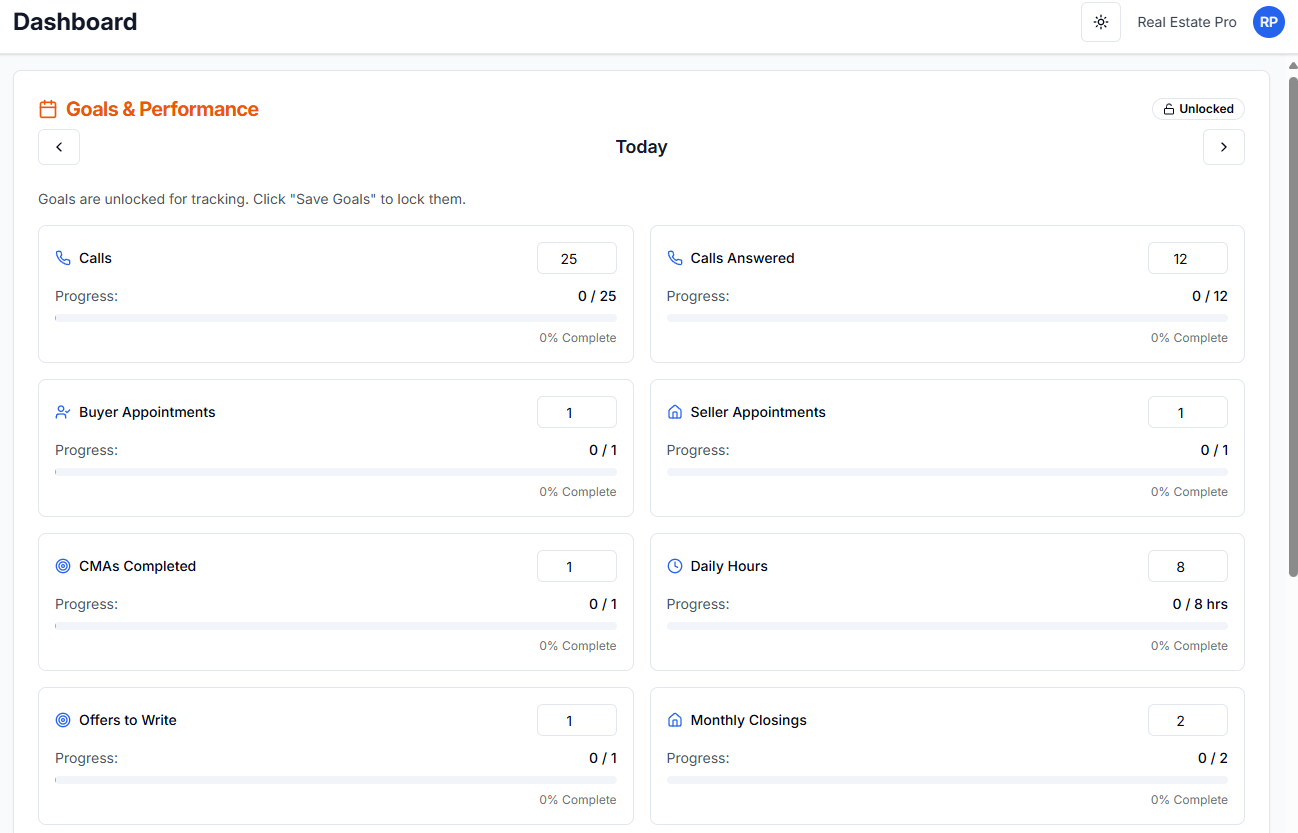 Dashboard
Real Estate Pro
RP
Goals & Performance
Unlocked
Today
Goals are unlocked for tracking. Click "Save Goals" to lock them.
Calls
25
Progress:
0 / 25
0% Complete
Calls Answered
12
Progress:
0 / 12
0% Complete
Buyer Appointments
1
Progress:
0 / 1
0% Complete
Seller Appointments
1
Progress:
0 / 1
0% Complete
CMAs Completed
1
Progress:
0 / 1
0% Complete
Daily Hours
8
Progress:
0 / 8 hrs
0% Complete
Offers to Write
1
Progress:
0 / 1
0% Complete
Monthly Closings
2
Progress:
0 / 2
0% Complete